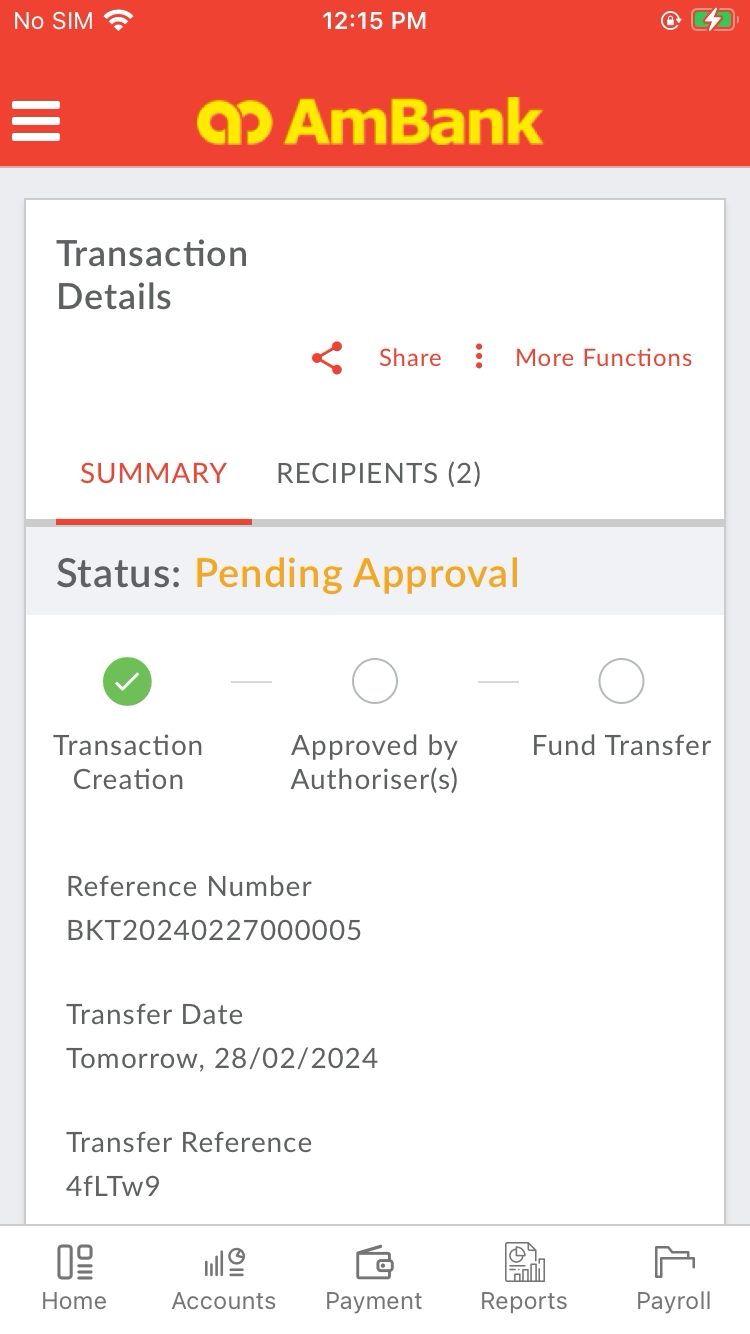 No SIM 12:15 PM
AmBank
Transaction
Details
Share More Functions
SUMMARY RECIPIENTS (2)
Status: Pending Approval
Transaction
Creation
Approved by
Authoriser(s)
Fund Transfer
Reference Number
BKT20240227000005
Transfer Date
Tomorrow, 28/02/2024
Transfer Reference
4fLTw9
Home Accounts Payment Reports Payroll